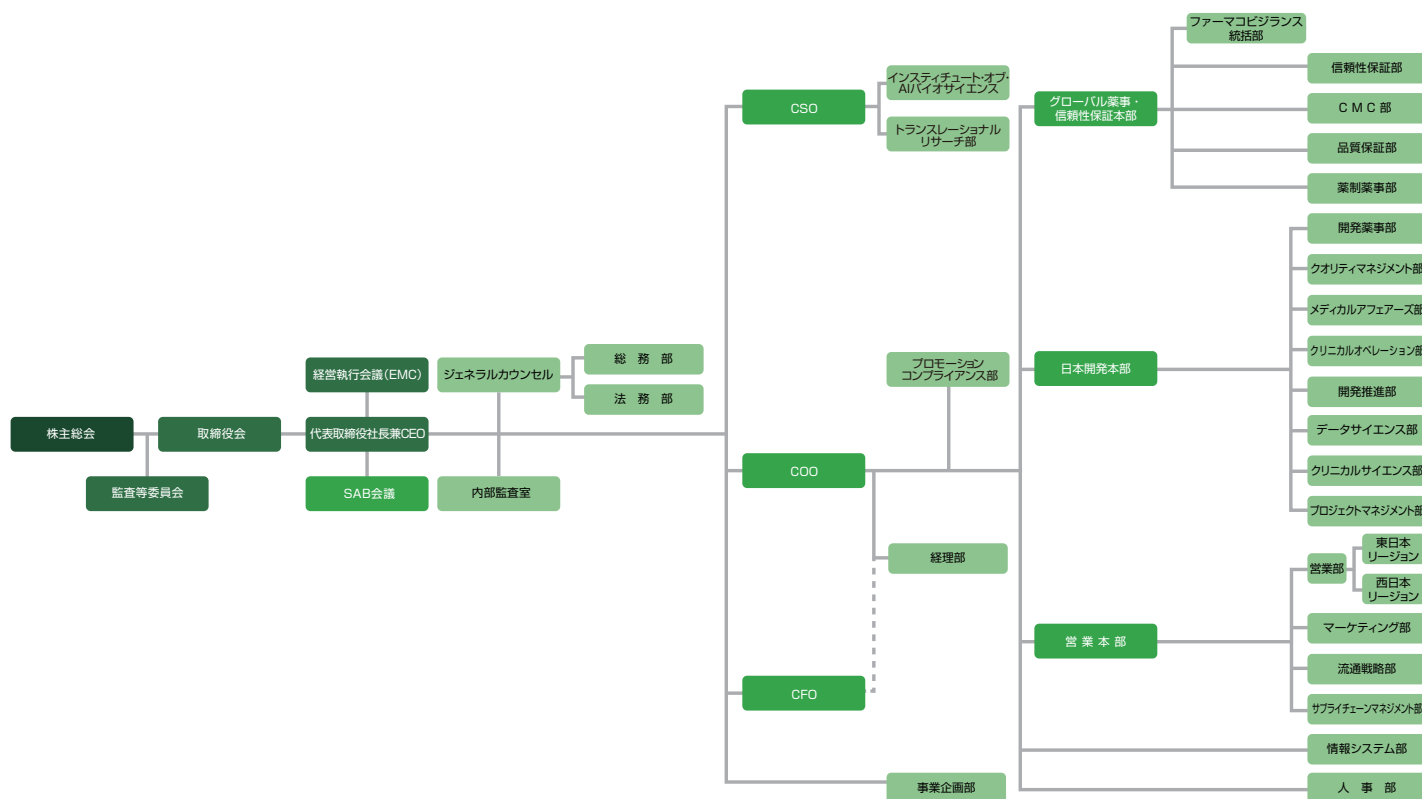 株主総会
監査等委員会
取締役会
経営執行会議(EMC)
代表取締役社長兼CEO
SAB会議
ジェネラルカウンセル
総務部
法務部
内部監査室
CSO
インスティチュート・オブ・
AIバイオサイエンス
トランスレーショナル
リサーチ部
COO
プロモーション
コンプライアンス部
経理部
CFO
事業企画部
グローバル薬事・
信頼性保証本部
ファーマコビジランス
統括部
信頼性保証部
CMC部
品質保証部
薬制薬事部
日本開発本部
開発薬事部
クオリティマネジメント部
メディカルアフェアーズ部
クリニカルオペレーション部
開発推進部
データサイエンス部
クリニカルサイエンス部
プロジェクトマネジメント部
営業本部
営業部
東日本
リージョン
西日本
リージョン
マーケティング部
流通戦略部
サプライチェーンマネジメント部
情報システム部
人事部